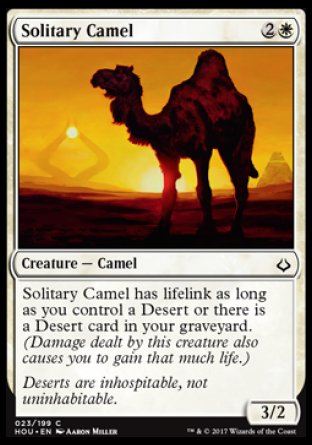 Solitary Camel 2
Creature — Camel
Solitary Camel has lifelink as long
as you control a Desert or there is
a Desert card in your graveyard.
(Damage dealt by this creature also
causes you to gain that much life.)
Deserts are inhospitable, not
uninhabitable.
3/2
023/199 C
HOU • EN AARON MILLER
™ & © 2017 Wizards of the Coast